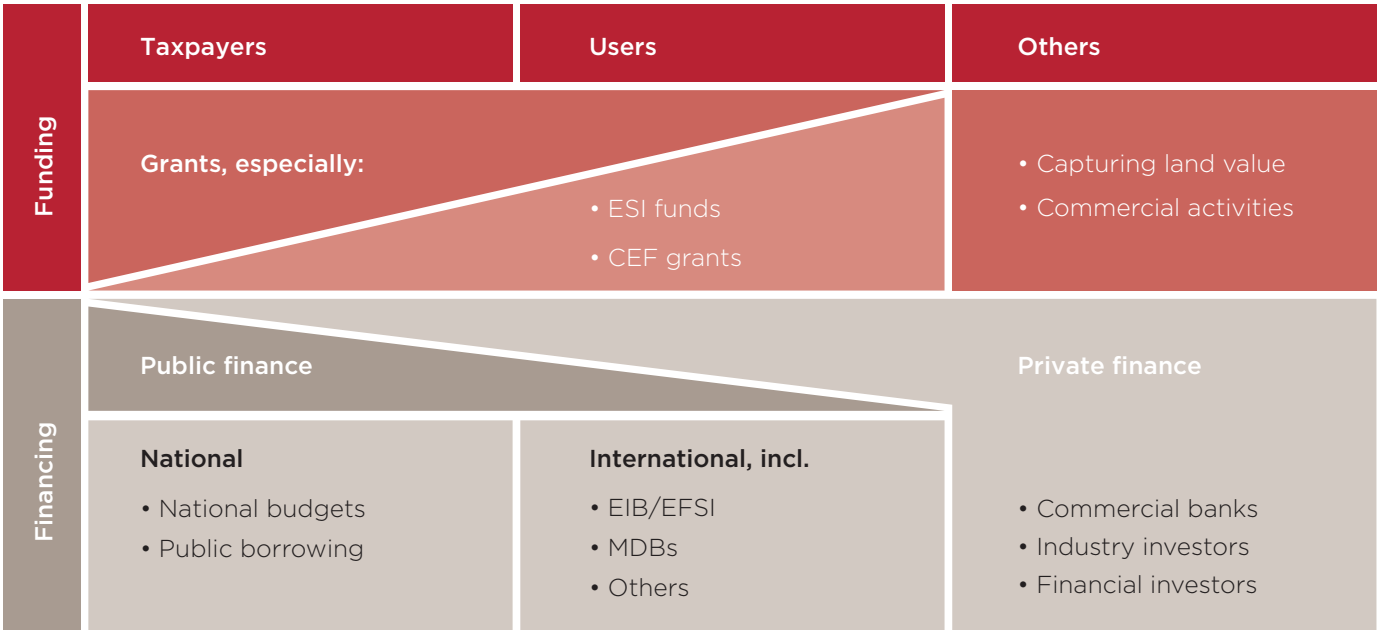 Taxpayers
Users
Others
Funding
Grants, especially:
• ESI funds
• CEF grants
• Capturing land value
• Commercial activities
Financing
Public finance
Private finance
National
• National budgets
• Public borrowing
International, incl.
• EIB/EFSI
• MDBs
• Others
• Commercial banks
• Industry investors
• Financial investors